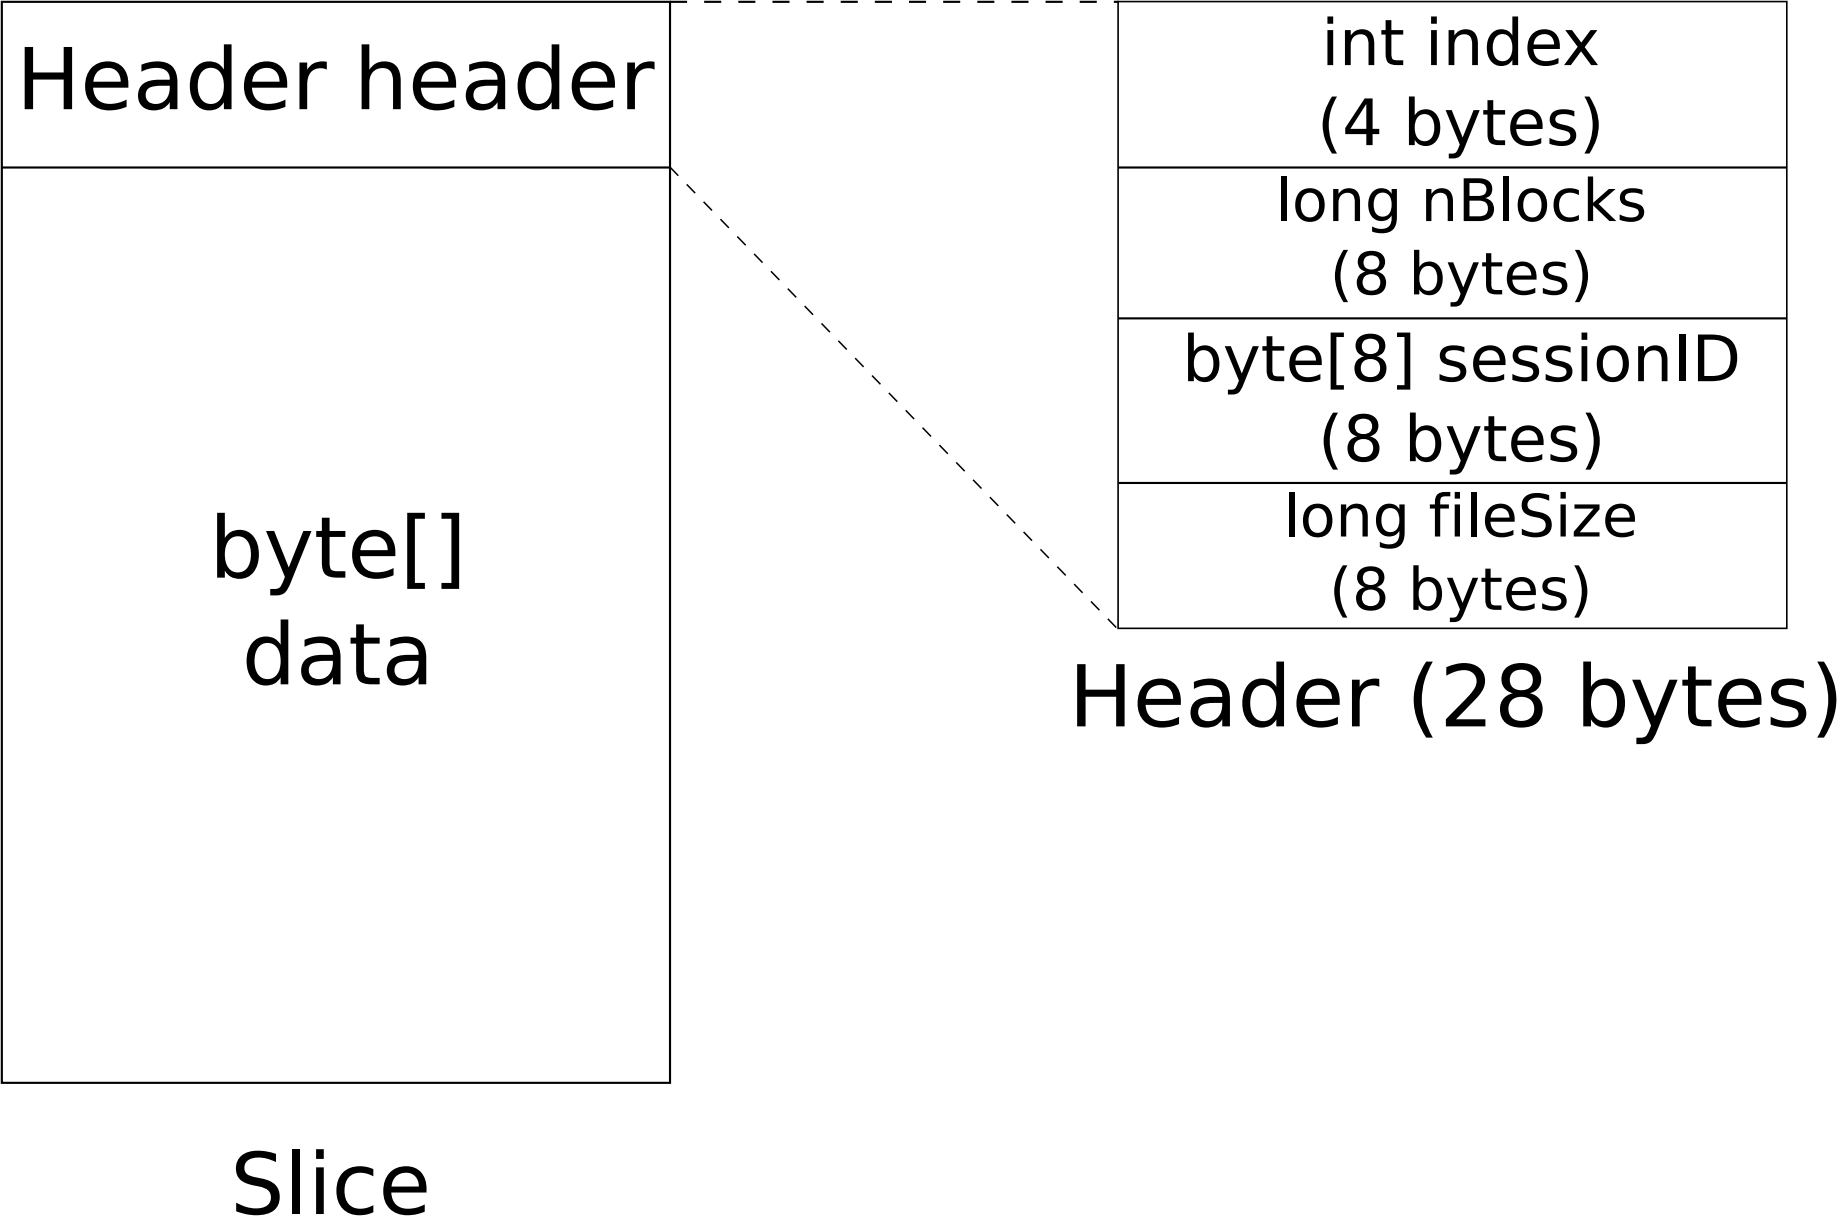 Header header
byte[]
data
Slice
int index
(4 bytes)
long nBlocks
(8 bytes)
byte[8] sessionID
(8 bytes)
long fileSize
(8 bytes)
Header (28 bytes)